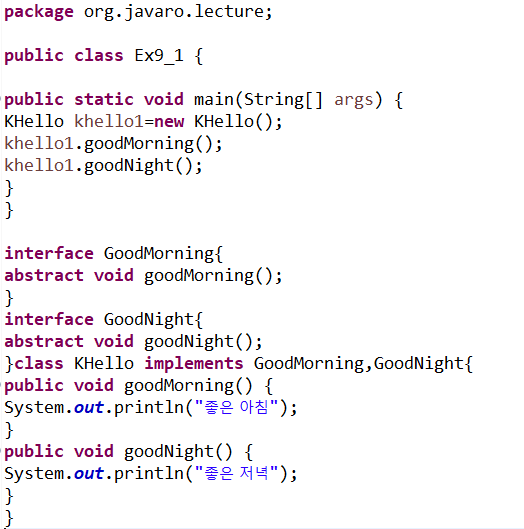 package org.javaro.lecture;
public class Ex9_1 {
public static void main(String[] args) {
KHello khello1=new KHello();
khello1.goodMorning();
khello1.goodNight();
}
}
interface GoodMorning{
abstract void goodMorning();
}
interface GoodNight{
abstract void goodNight();
}class KHello implements GoodMorning,GoodNight{
public void goodMorning() {
System.out.println("좋은 아침");
}
public void goodNight() {
System.out.println("좋은 저녁");
}
}